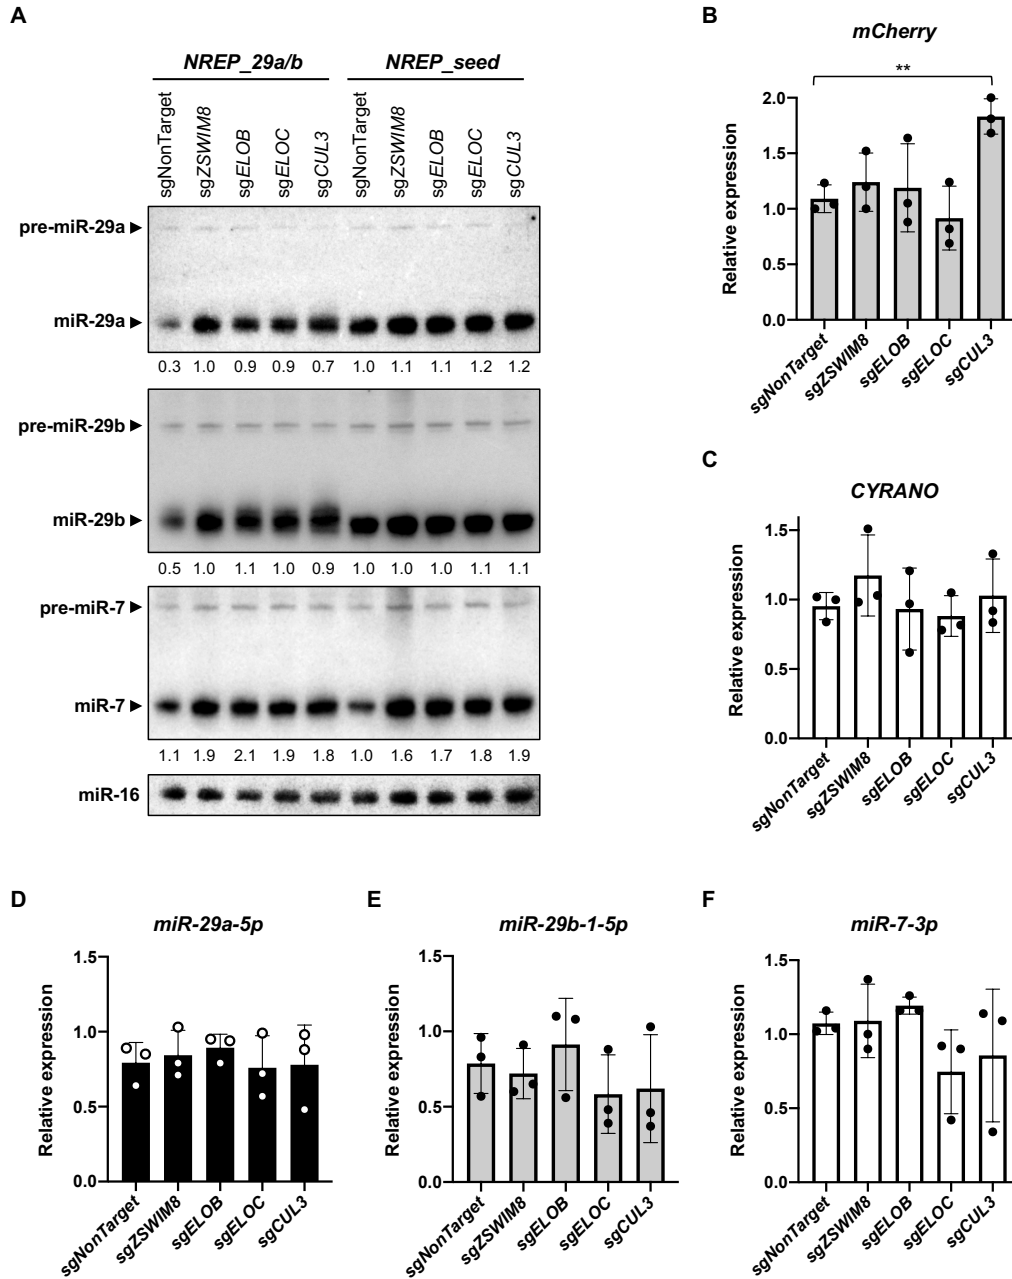 A
NREP_29a/b NREP_seed
sgNonTarget sgZSWIM8 sgELOB sgELOC sgCUL3 sgNonTarget sgZSWIM8 sgELOB sgELOC sgCUL3
pre-miR-29a
miR-29a
0.3 1.0 0.9 0.9 0.7 1.0 1.1 1.1 1.2 1.2
pre-miR-29b
miR-29b
0.5 1.0 1.1 1.0 0.9 1.0 1.0 1.0 1.1 1.1
pre-miR-7
miR-7
1.1 1.9 2.1 1.9 1.8 1.0 1.6 1.7 1.8 1.9
miR-16
B
mCherry
**
Relative expression
2.0
1.5
1.0
0.5
0.0
sgNonTarget sgZSWIM8 sgELOB sgELOC sgCUL3
C
CYRANO
Relative expression
1.5
1.0
0.5
0.0
sgNonTarget sgZSWIM8 sgELOB sgELOC sgCUL3
D
miR-29a-5p
Relative expression
1.5
1.0
0.5
0.0
sgNonTarget sgZSWIM8 sgELOB sgELOC sgCUL3
E
miR-29b-1-5p
Relative expression
1.5
1.0
0.5
0.0
sgNonTarget sgZSWIM8 sgELOB sgELOC sgCUL3
F
miR-7-3p
Relative expression
1.5
1.0
0.5
0.0
sgNonTarget sgZSWIM8 sgELOB sgELOC sgCUL3